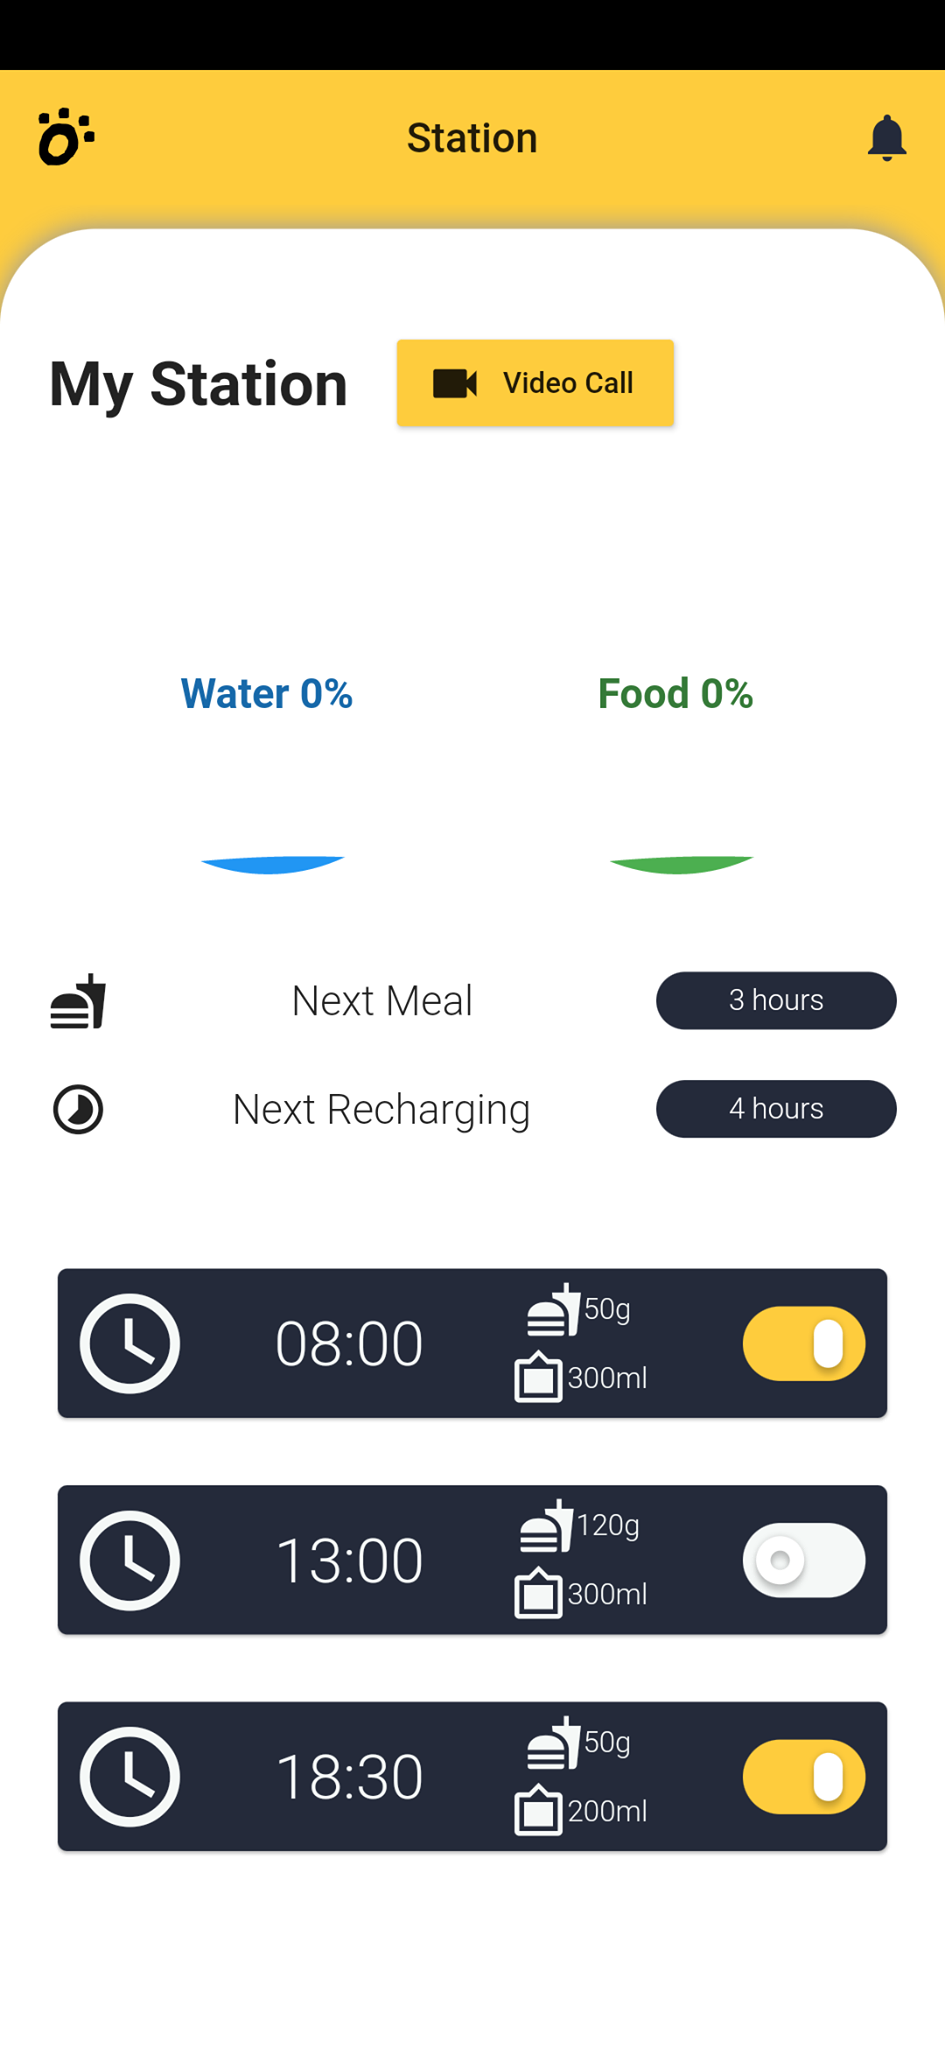 Station
My Station
Video Call
Water 0%
Food 0%
Next Meal
3 hours
Next Recharging
4 hours
08:00
50g
300ml
13:00
120g
300ml
18:30
50g
200ml